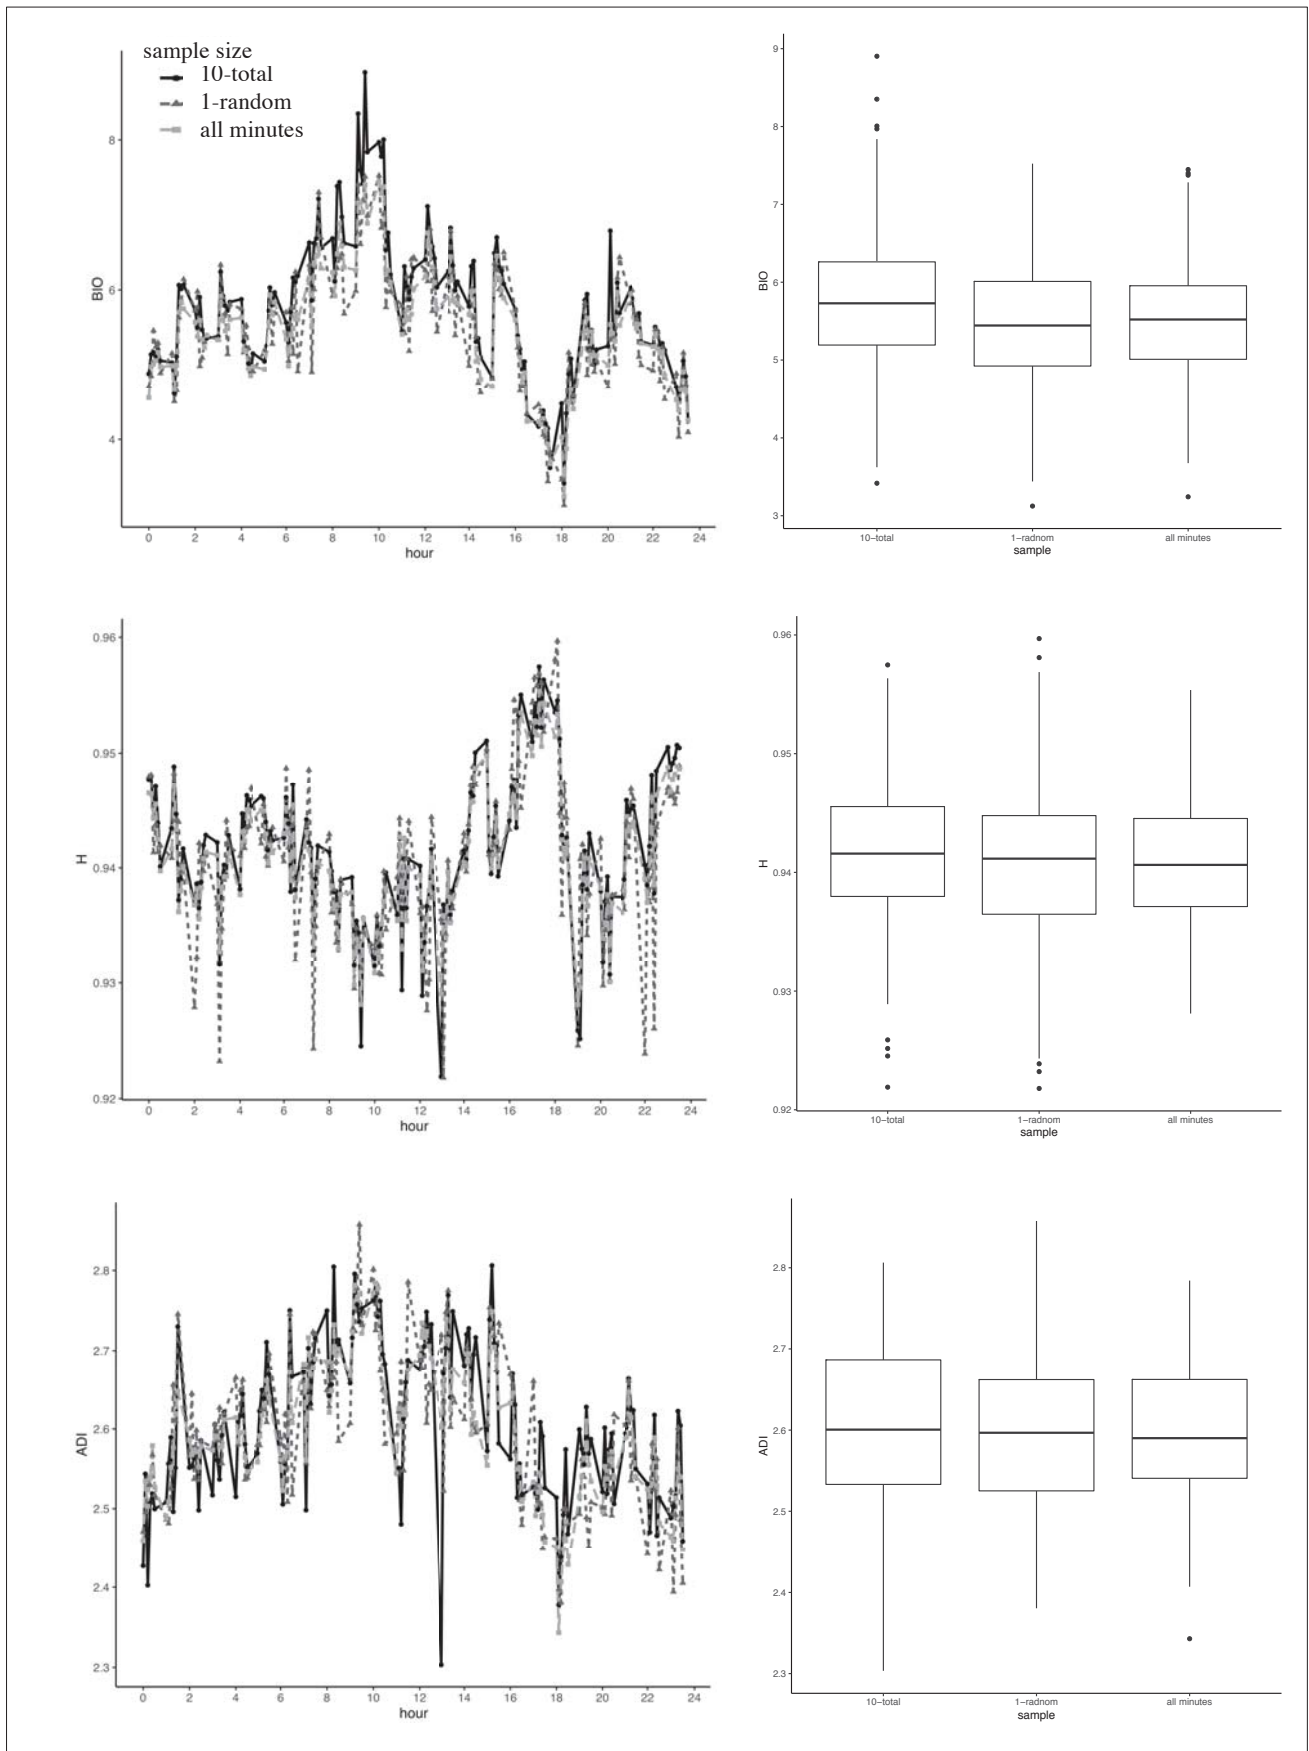 sample size
10-total
1-random
all minutes
8
6
4
BIO
0 2 4 6 8 10 12 14 16 18 20 22 24
hour
9
8
7
6
5
4
3
BIO
10−total 1−radnom all minutes
sample
0.96
0.95
0.94
0.93
0.92
H
0 2 4 6 8 10 12 14 16 18 20 22 24
hour
0.96
0.95
0.94
0.93
0.92
H
10−total 1−radnom all minutes
sample
2.8
2.7
2.6
2.5
2.4
2.3
ADI
0 2 4 6 8 10 12 14 16 18 20 22 24
hour
2.8
2.7
2.6
2.5
2.4
2.3
ADI
10−total 1−radnom all minutes
sample